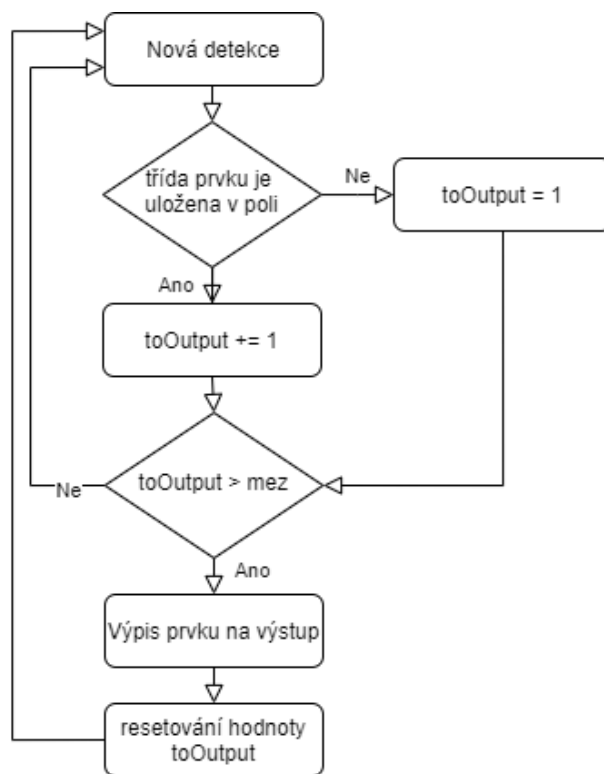 Nová detekce
třída prvku je
uložena v poli
Ne
toOutput = 1
Ano
toOutput += 1
toOutput > mez
Ne
Ano
Výpis prvku na výstup
resetování hodnoty
toOutput